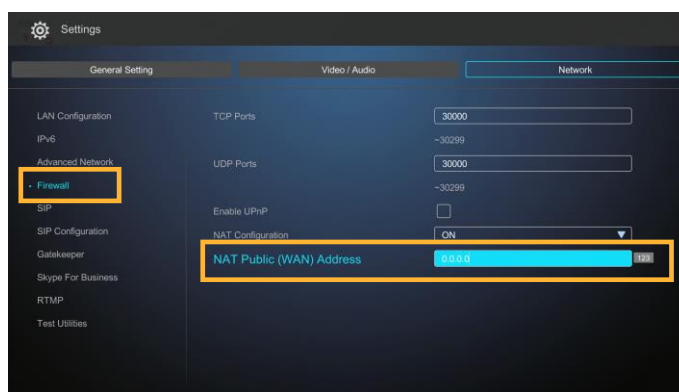 Settings
General Setting Video / Audio Network
LAN Configuration TCP Ports 30000
IPv6 ~30299
Advanced Network UDP Ports 30000
Firewall ~30299
SIP Enable UPnP
SIP Configuration NAT Configuration ON
Gatekeeper NAT Public (WAN) Address 0.0.0.0 123
Skype For Business
RTMP
Test Utilities